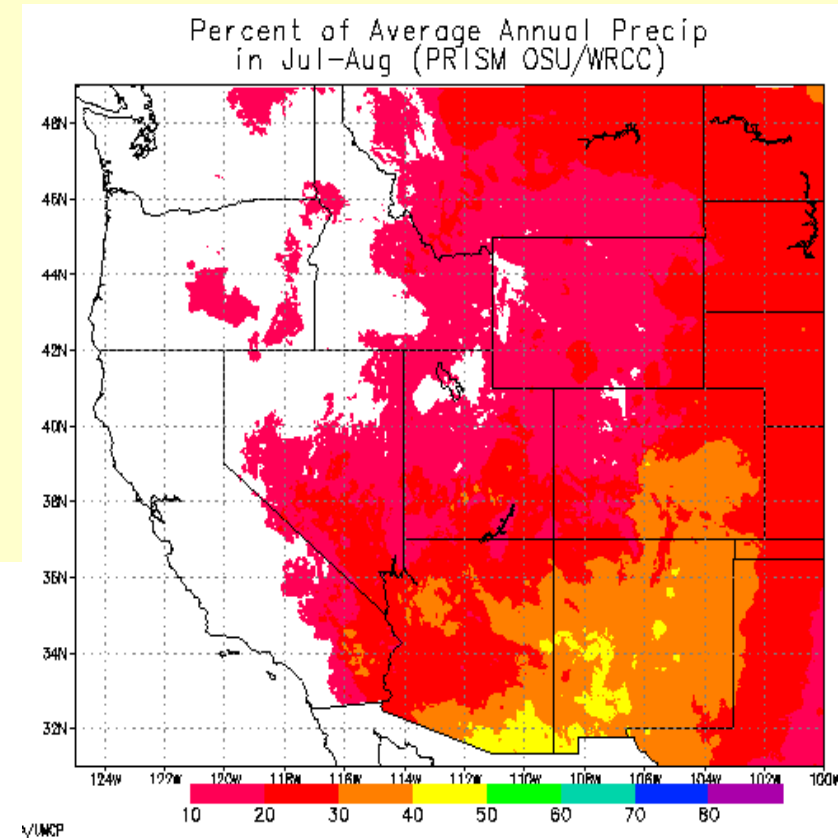 Percent of Average Annual Precip
in Jul-Aug (PRISM OSU/WRCC)
48N
46N
44N
42N
40N
38N
36N
34N
32N
124W 122W 120W 118W 116W 114W 112W 110W 108W 106W 104W 102W 100W
10 20 30 40 50 60 70 80
/UMCP